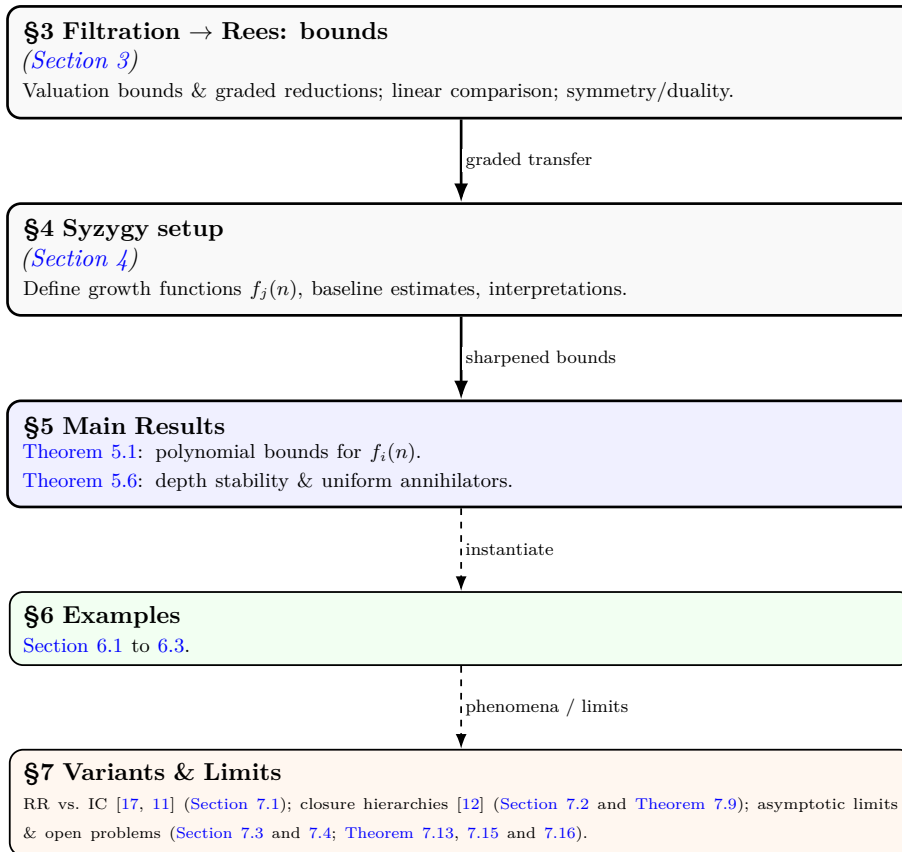 §3 Filtration → Rees: bounds
(Section 3)
Valuation bounds & graded reductions; linear comparison; symmetry/duality.
graded transfer
§4 Syzygy setup
(Section 4)
Define growth functions f_j(n), baseline estimates, interpretations.
sharpened bounds
§5 Main Results
Theorem 5.1: polynomial bounds for f_i(n).
Theorem 5.6: depth stability & uniform annihilators.
instantiate
§6 Examples
Section 6.1 to 6.3.
phenomena / limits
§7 Variants & Limits
RR vs. IC [17, 11] (Section 7.1); closure hierarchies [12] (Section 7.2 and Theorem 7.9); asymptotic limits
& open problems (Section 7.3 and 7.4; Theorem 7.13, 7.15 and 7.16).